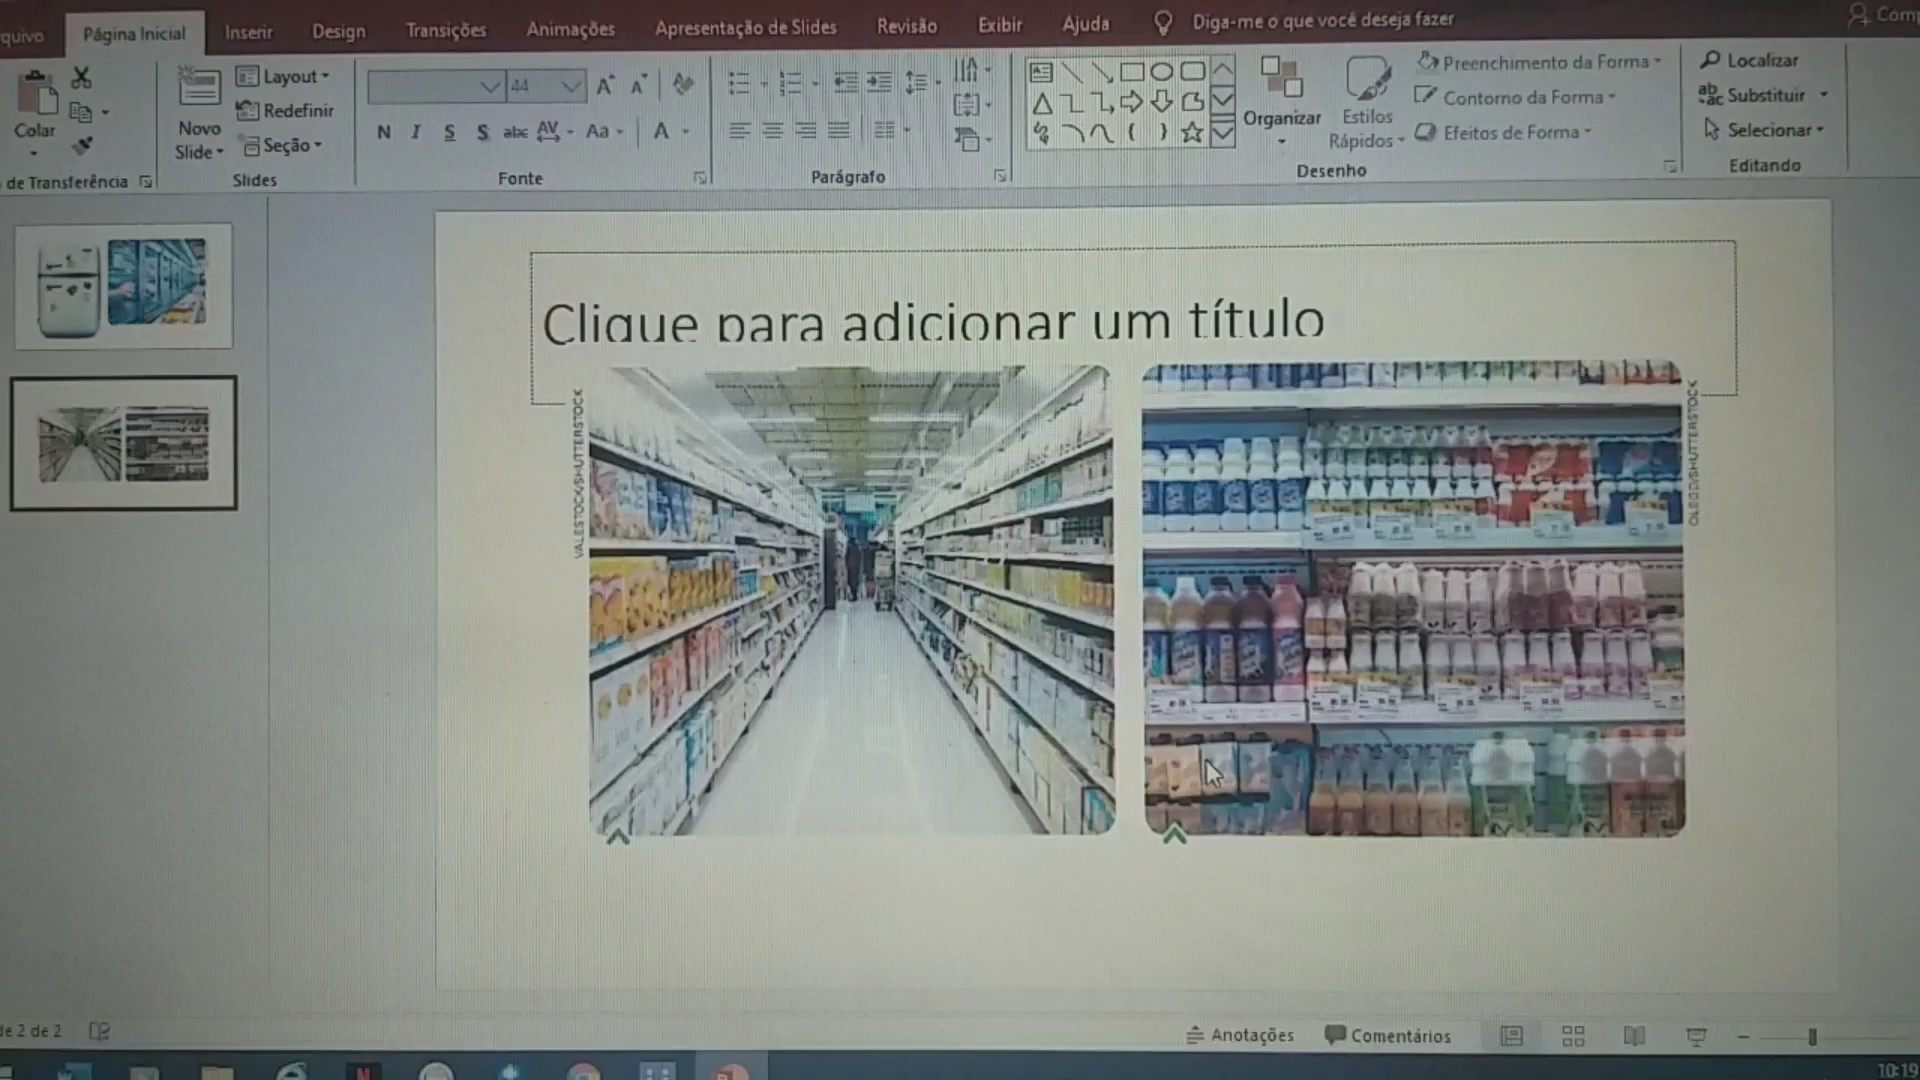 quivo Página Inicial Inserir Design Transições Animações Apresentação de Slides Revisão Exibir Ajuda Diga-me o que você deseja fazer Comp
Colar
Novo Slide
Layout
Redefinir
Seção
44
N I S S abc AV Aa A
Organizar
Estilos Rápidos
Preenchimento da Forma
Contorno da Forma
Efeitos de Forma
Localizar
Substituir
Selecionar
de Transferência Slides Fonte Parágrafo Desenho Editando
Clique para adicionar um título
VALESTOCK/SHUTTERSTOCK
de 2 de 2 Anotações Comentários
10:19